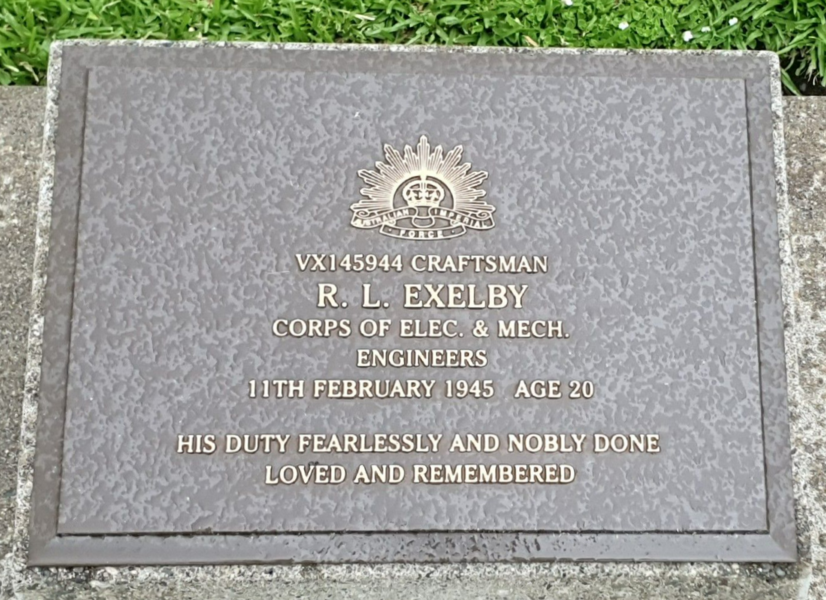 AUSTRALIAN IMPERIAL
FORCE
VX145944 CRAFTSMAN
R. L. EXELBY
CORPS OF ELEC. & MECH.
ENGINEERS
11TH FEBRUARY 1945 AGE 20
HIS DUTY FEARLESSLY AND NOBLY DONE
LOVED AND REMEMBERED